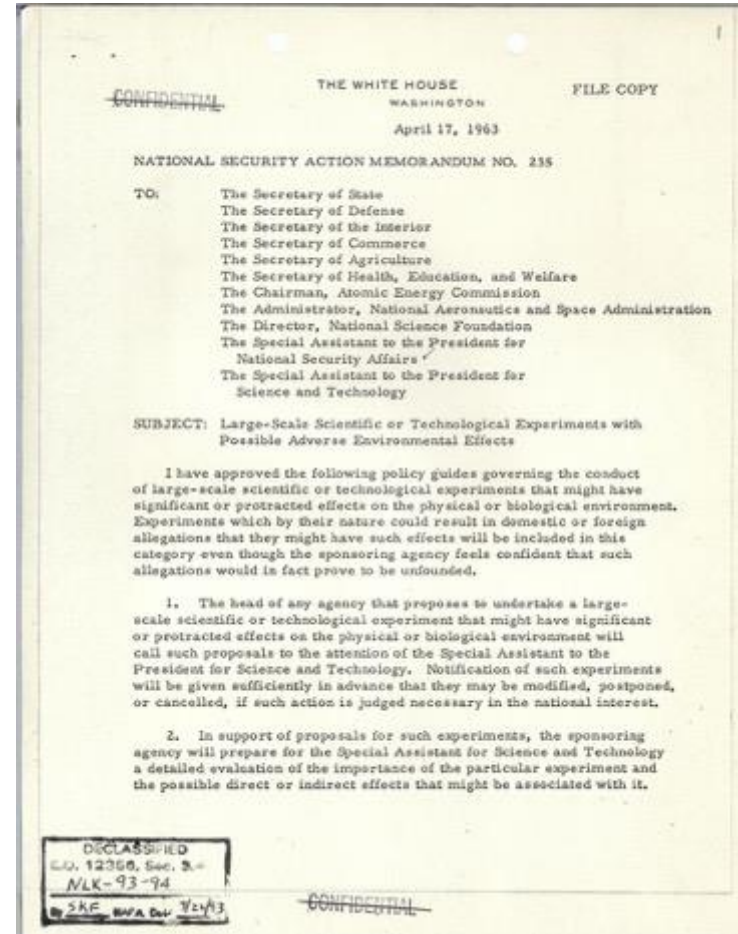 1
THE WHITE HOUSE
WASHINGTON
FILE COPY
CONFIDENTIAL
April 17, 1963
NATIONAL SECURITY ACTION MEMORANDUM NO. 235
TO: The Secretary of State
The Secretary of Defense
The Secretary of the Interior
The Secretary of Commerce
The Secretary of Agriculture
The Secretary of Health, Education, and Welfare
The Chairman, Atomic Energy Commission
The Administrator, National Aeronautics and Space Administration
The Director, National Science Foundation
The Special Assistant to the President for
National Security Affairs
The Special Assistant to the President for
Science and Technology
SUBJECT: Large-Scale Scientific or Technological Experiments with
Possible Adverse Environmental Effects
I have approved the following policy guides governing the conduct
of large-scale scientific or technological experiments that might have
significant or protracted effects on the physical or biological environment.
Experiments which by their nature could result in domestic or foreign
allegations that they might have such effects will be included in this
category even though the sponsoring agency feels confident that such
allegations would in fact prove to be unfounded.
1. The head of any agency that proposes to undertake a large-
scale scientific or technological experiment that might have significant
or protracted effects on the physical or biological environment will
call such proposals to the attention of the Special Assistant to the
President for Science and Technology. Notification of such experiments
will be given sufficiently in advance that they may be modified, postponed,
or cancelled, if such action is judged necessary in the national interest.
2. In support of proposals for such experiments, the sponsoring
agency will prepare for the Special Assistant for Science and Technology
a detailed evaluation of the importance of the particular experiment and
the possible direct or indirect effects that might be associated with it.
DECLASSIFIED
E.O. 12356, Sec. 3.
NLK-93-94
By SKF NARA Date
CONFIDENTIAL